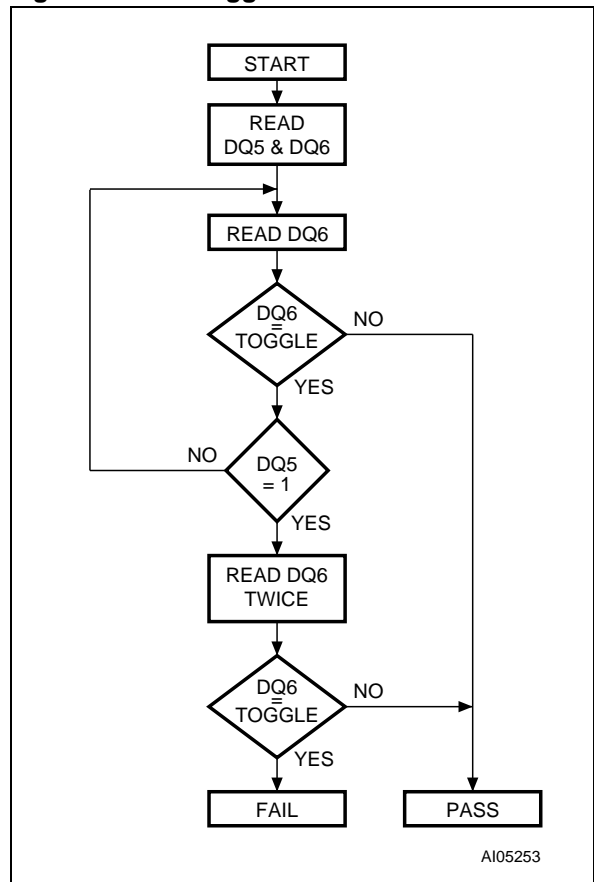 START
READ
DQ5 & DQ6
READ DQ6
DQ6
=
TOGGLE
NO
YES
NO
DQ5
= 1
YES
READ DQ6
TWICE
DQ6
=
TOGGLE
NO
YES
FAIL
PASS
AI05253